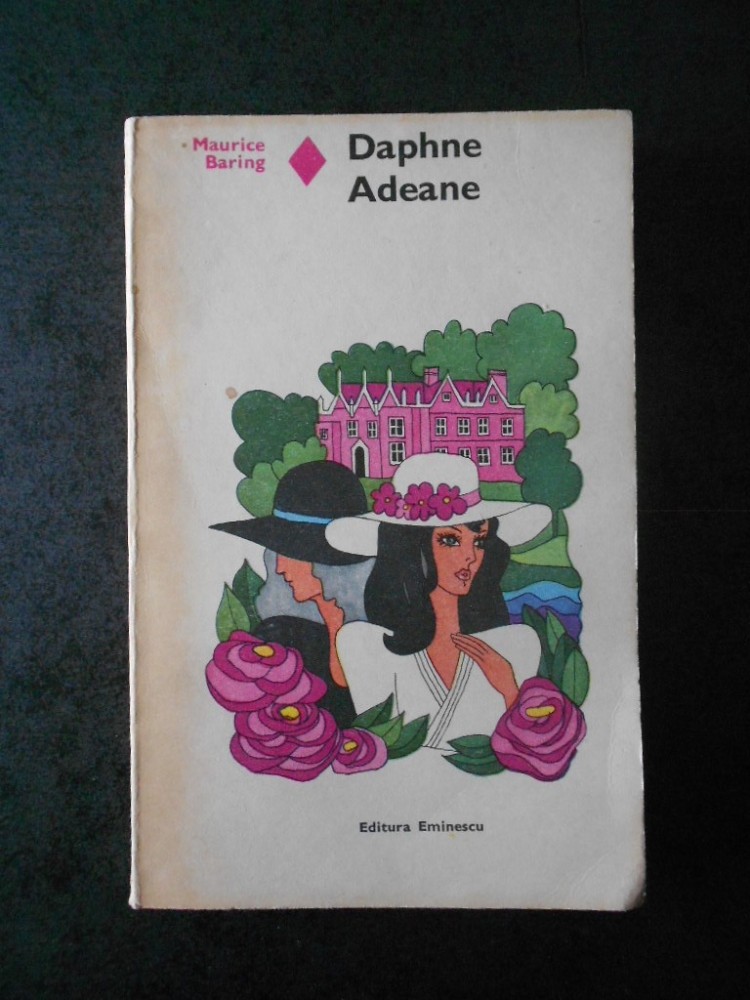 Maurice
Baring
Daphne
Adeane
Editura Eminescu